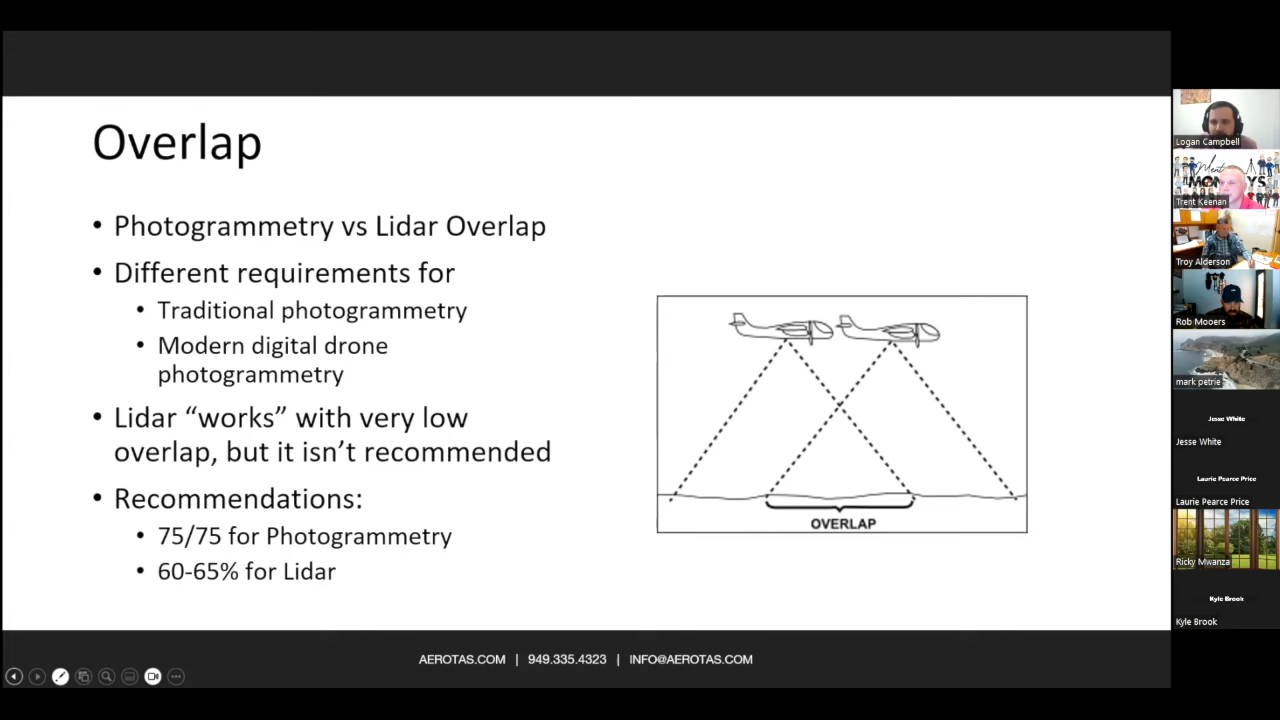 Overlap
• Photogrammetry vs Lidar Overlap
• Different requirements for
• Traditional photogrammetry
• Modern digital drone
photogrammetry
• Lidar “works” with very low
overlap, but it isn’t recommended
• Recommendations:
• 75/75 for Photogrammetry
• 60-65% for Lidar
OVERLAP
AEROTAS.COM | 949.335.4323 | INFO@AEROTAS.COM
Logan Campbell
Trent Keenan
Troy Alderson
Rob Mooers
mark petrie
Jesse White
Jesse White
Laurie Pearce Price
Laurie Pearce Price
Ricky Mwanza
Kyle Brook
Kyle Brook